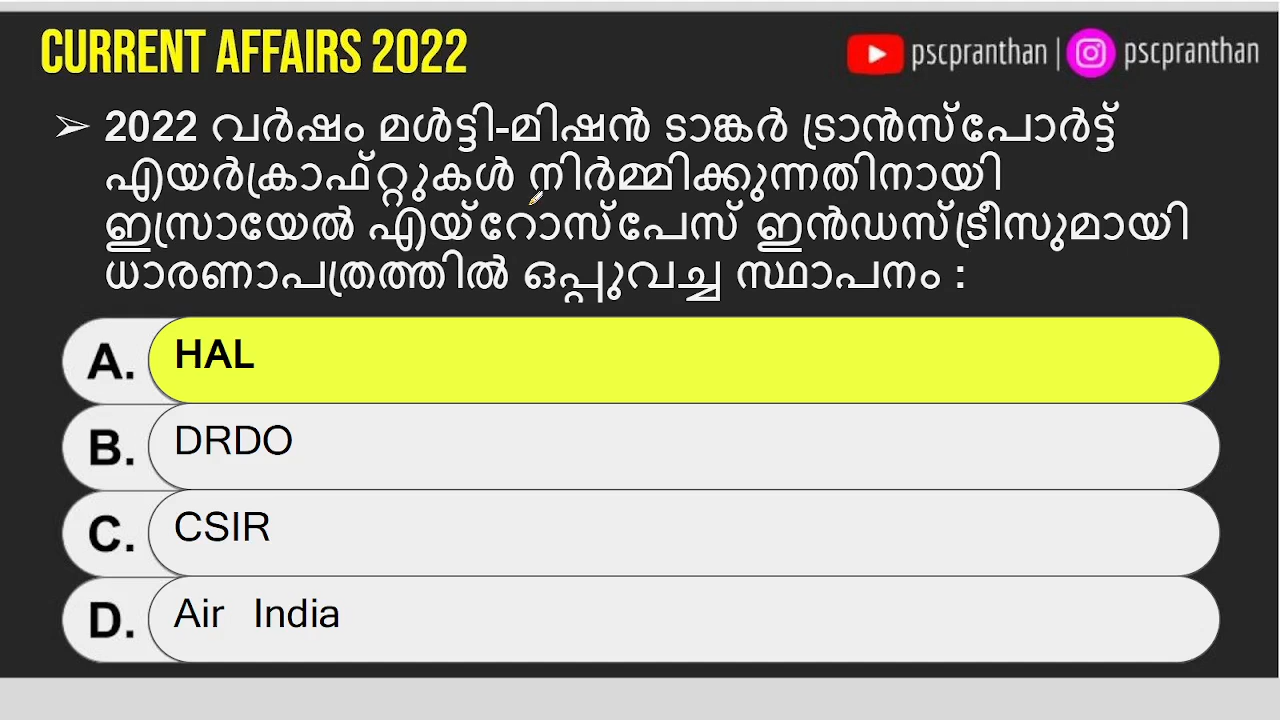 CURRENT AFFAIRS 2022
pscpranthan | pscpranthan
➢ 2022 വർഷം മൾട്ടി-മിഷൻ ടാങ്കർ ട്രാൻസ്പോർട്ട്
എയർക്രാഫ്റ്റുകൾ നിർമ്മിക്കുന്നതിനായി
ഇസ്രായേൽ എയ്റോസ്പേസ് ഇൻഡസ്ട്രീസുമായി
ധാരണാപത്രത്തിൽ ഒപ്പുവച്ച സ്ഥാപനം :
A. HAL
B. DRDO
C. CSIR
D. Air India